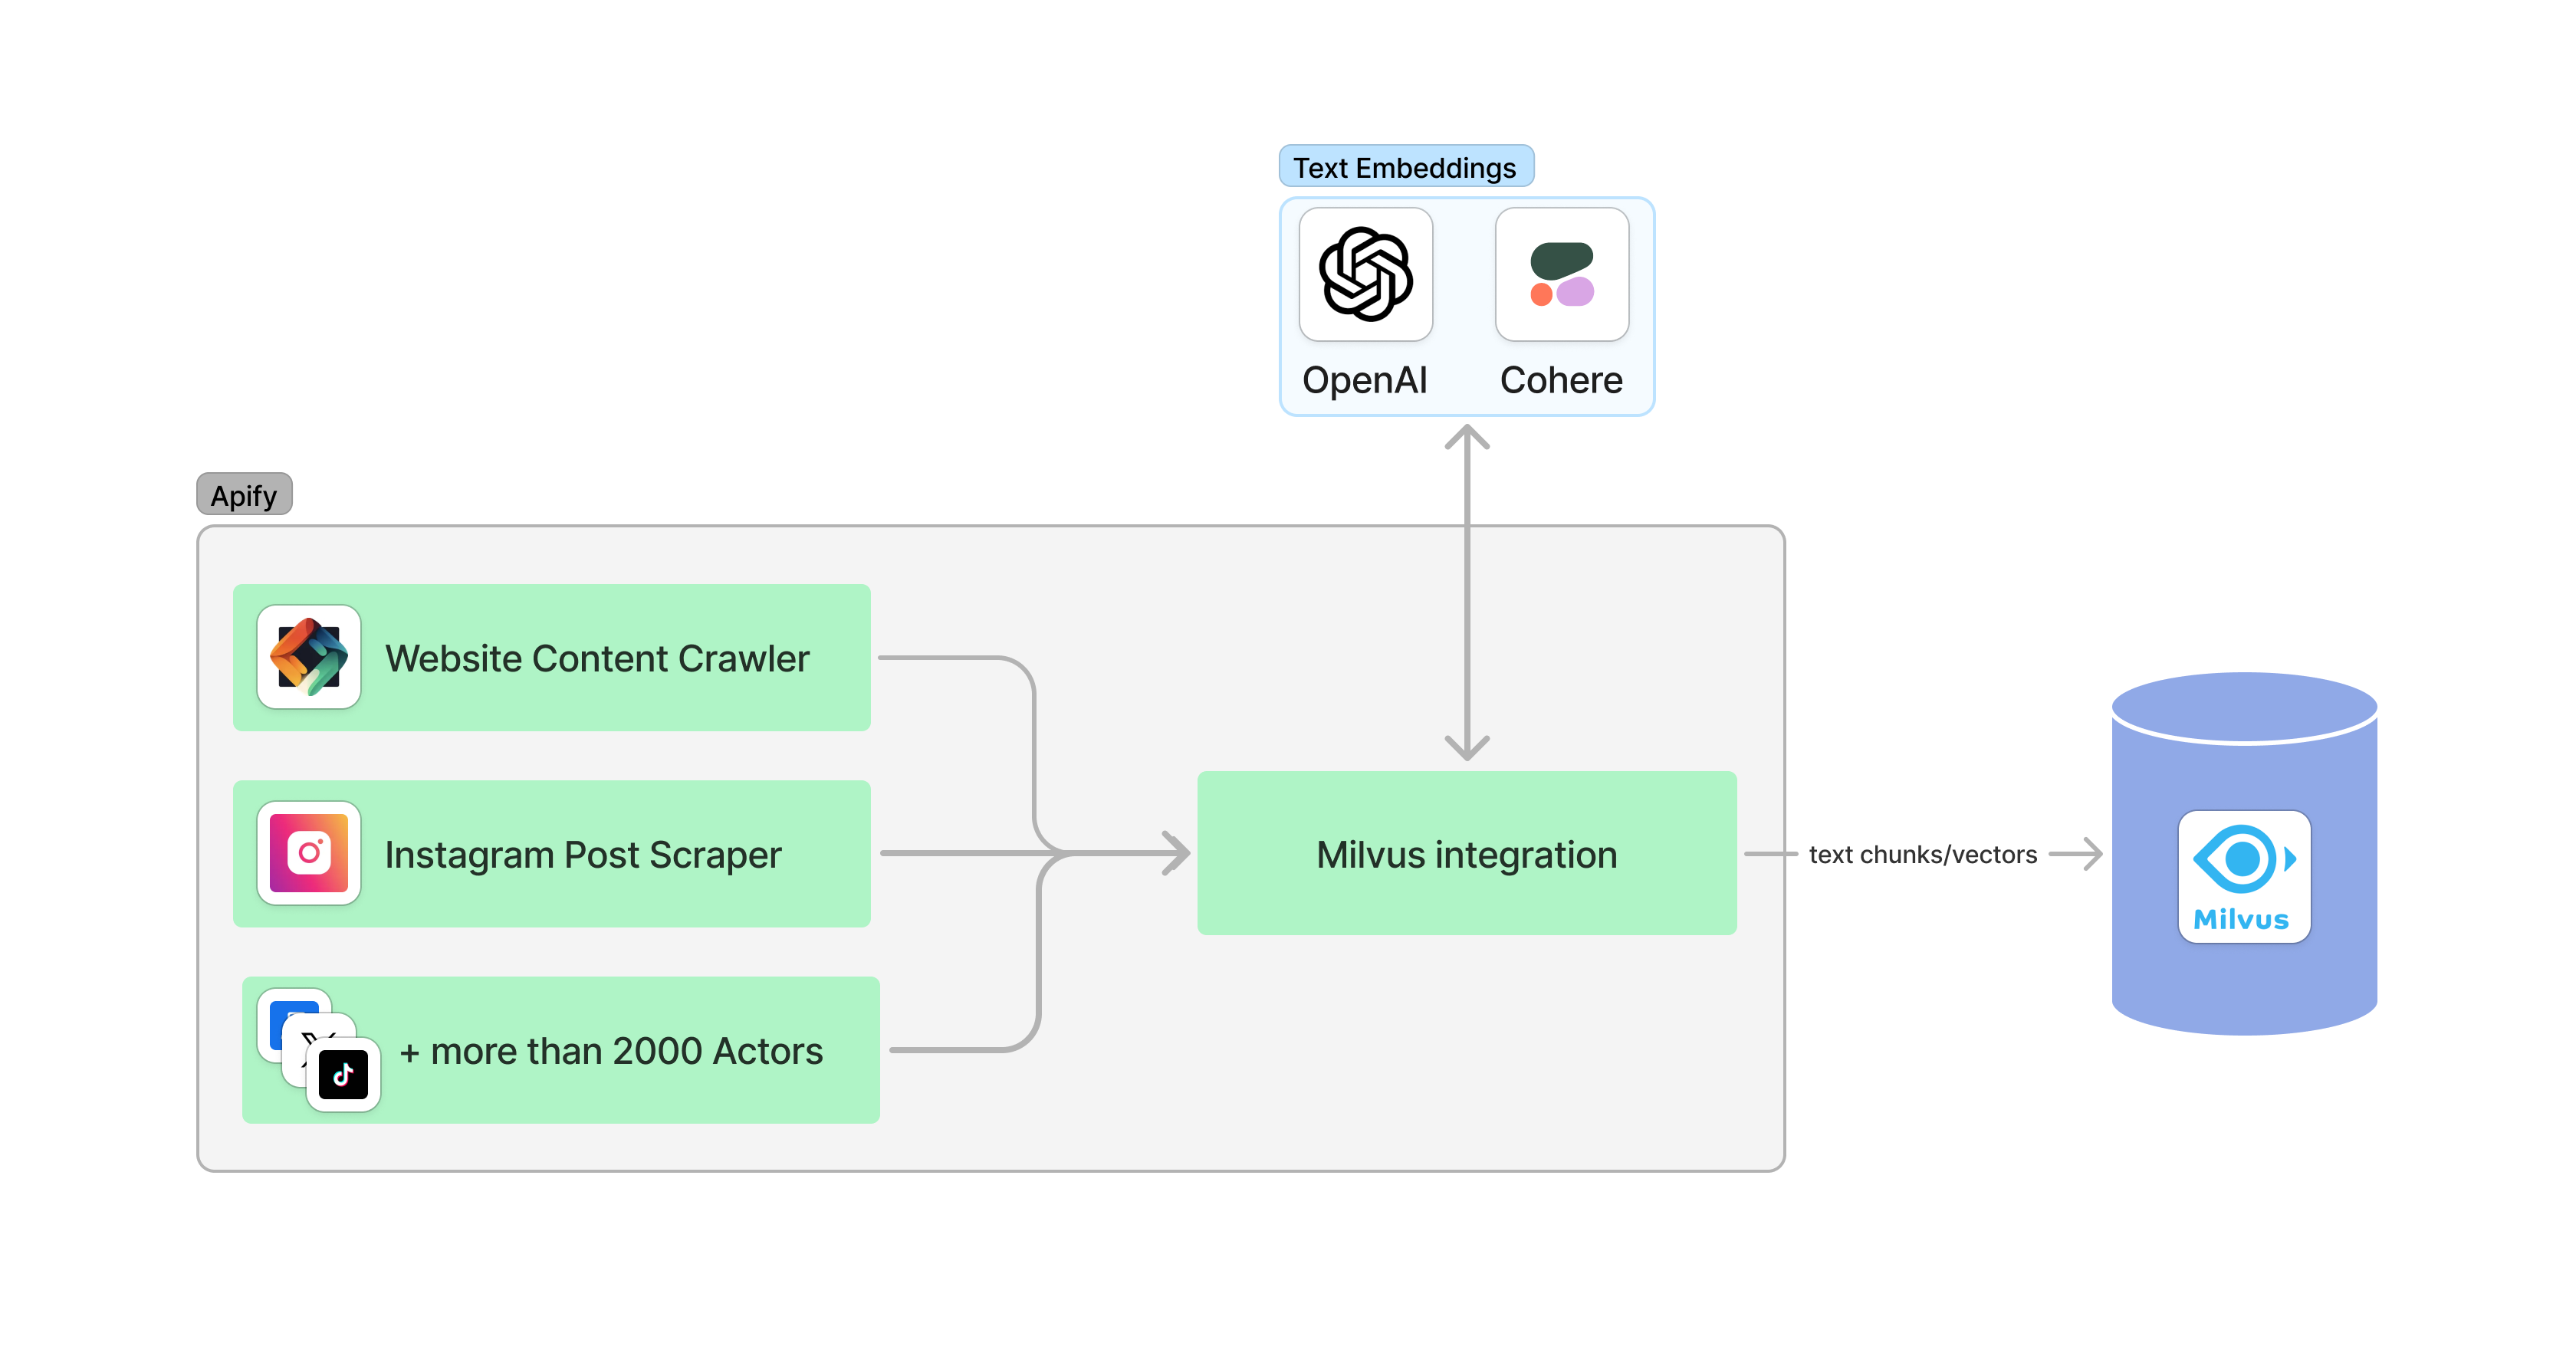 Text Embeddings
OpenAI
Cohere
Apify
Website Content Crawler
Instagram Post Scraper
+ more than 2000 Actors
Milvus integration
text chunks/vectors
Milvus